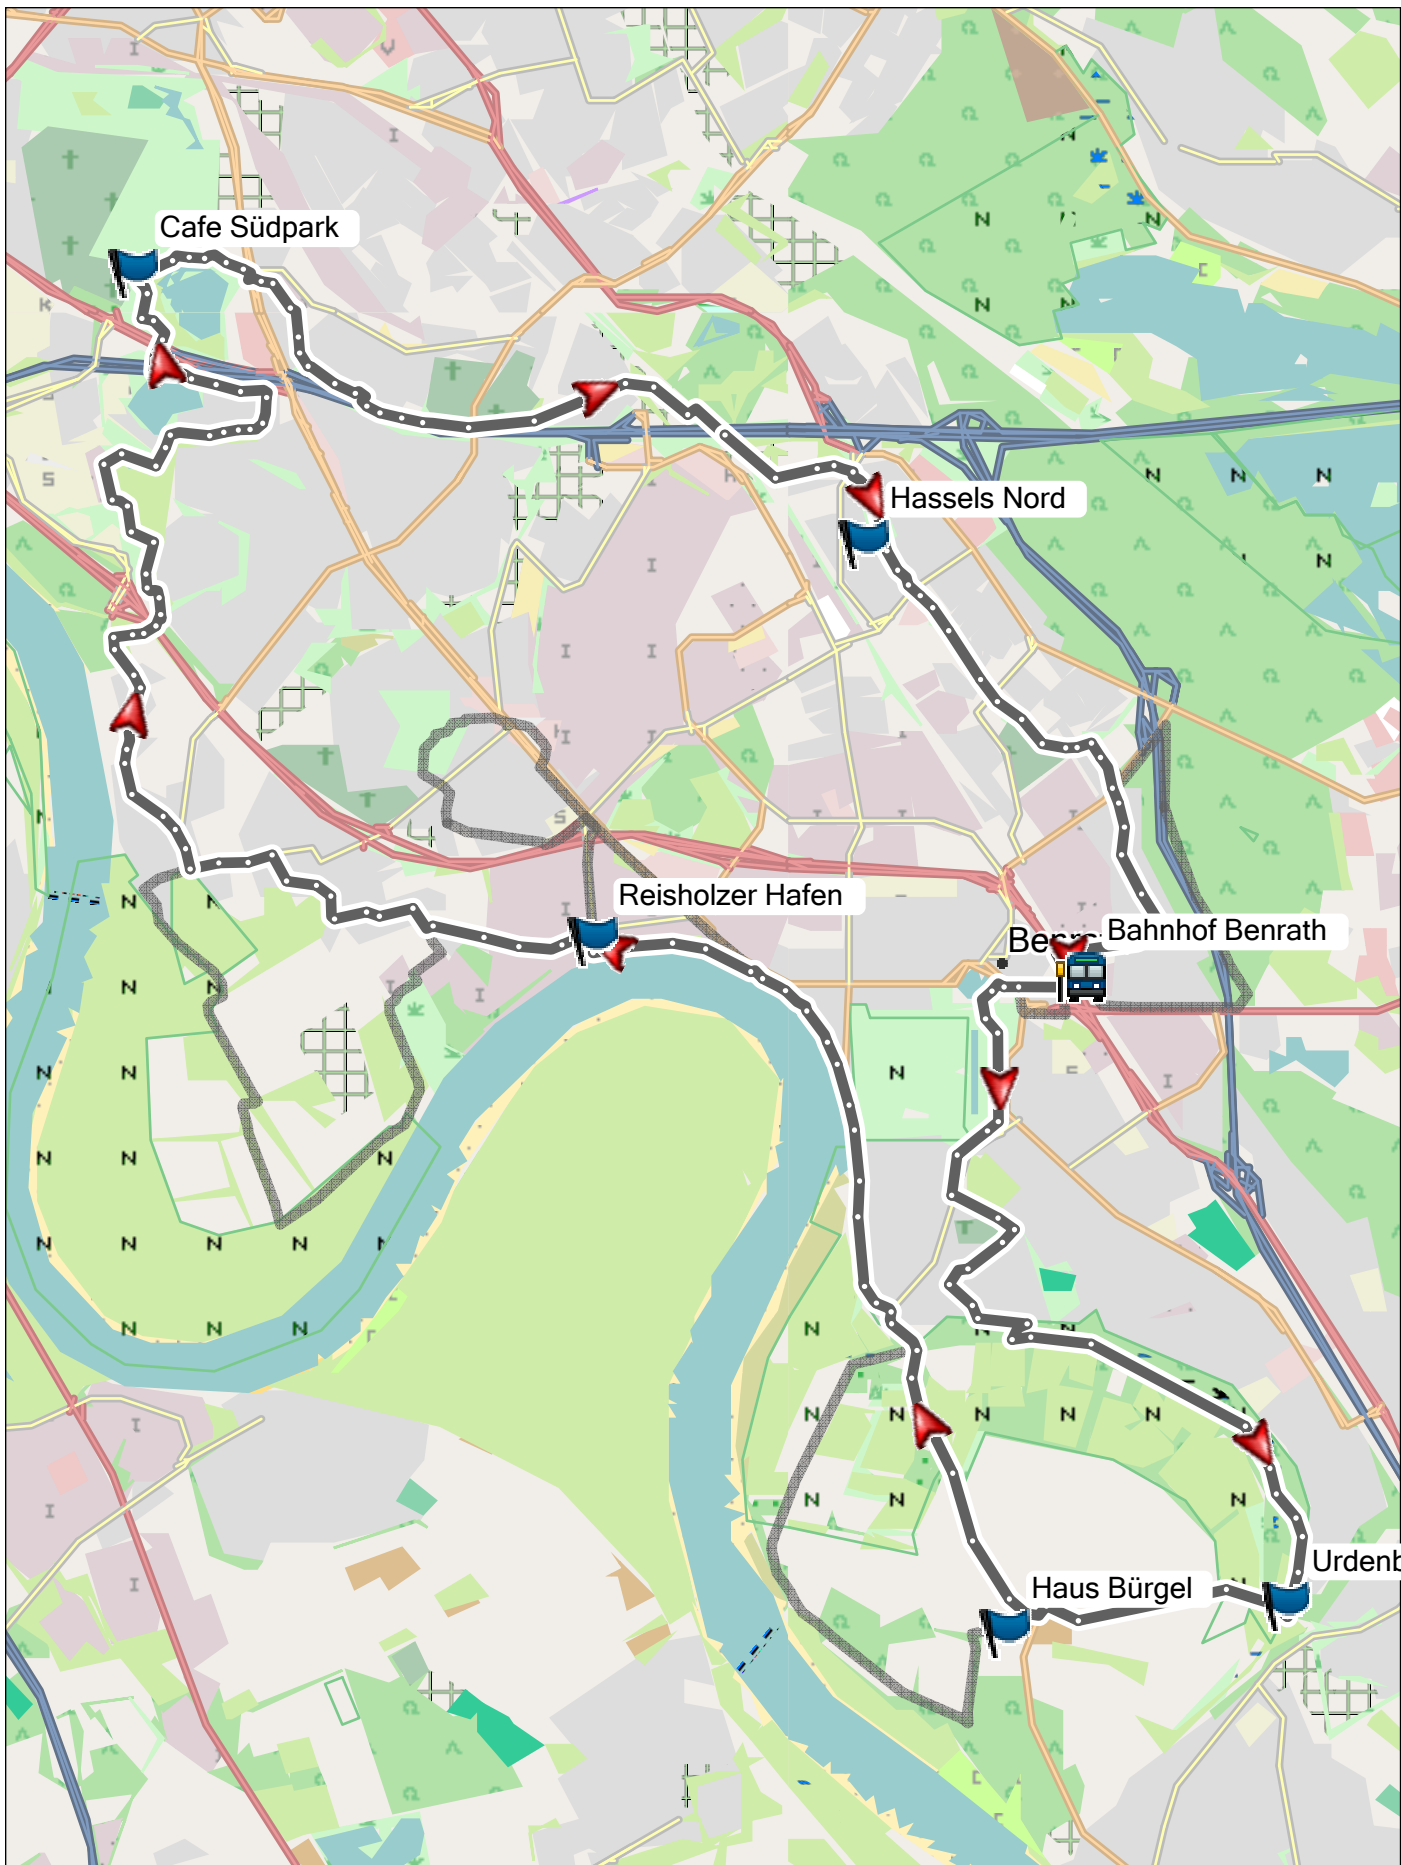 Cafe Südpark
Hassels Nord
Reisholzer Hafen
Bahnhof Benrath
Haus Bürgel